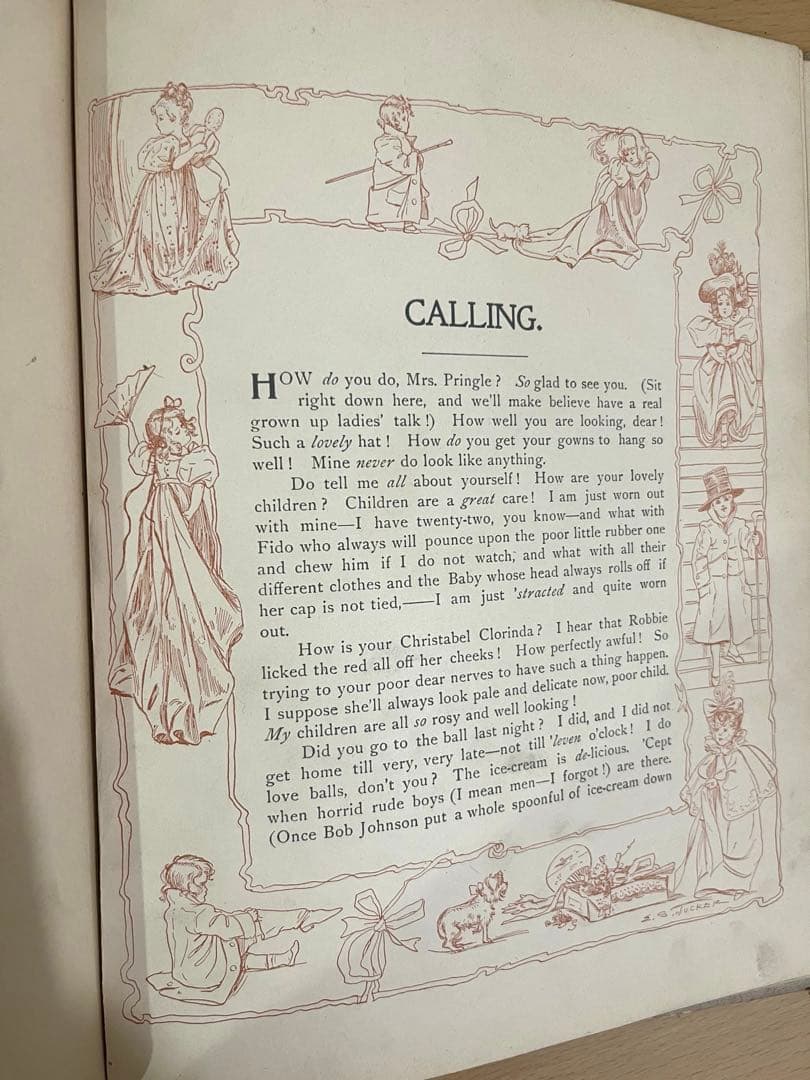 CALLING.
HOW do you do, Mrs. Pringle? So glad to see you. (Sit
right down here, and we'll make believe have a real
grown up ladies' talk!) How well you are looking, dear!
Such a lovely hat! How do you get your gowns to hang so
well! Mine never do look like anything.
Do tell me all about yourself! How are your lovely
children? Children are a great care! I am just worn out
with mine—I have twenty-two, you know—and what with
Fido who always will pounce upon the poor little rubber one
and chew him if I do not watch, and what with all their
different clothes and the Baby whose head always rolls off if
her cap is not tied,——I am just 'stracted and quite worn
out.
How is your Christabel Clorinda? I hear that Robbie
licked the red all off her cheeks! How perfectly awful! So
trying to your poor dear nerves to have such a thing happen.
I suppose she'll always look pale and delicate now, poor child.
My children are all so rosy and well looking!
Did you go to the ball last night? I did, and I did not
get home till very, very late—not till 'leven o'clock! I do
love balls, don't you? The ice-cream is de-licious. 'Cept
when horrid rude boys (I mean men—I forgot!) are there.
(Once Bob Johnson put a whole spoonful of ice-cream down
E. S. TUCKER